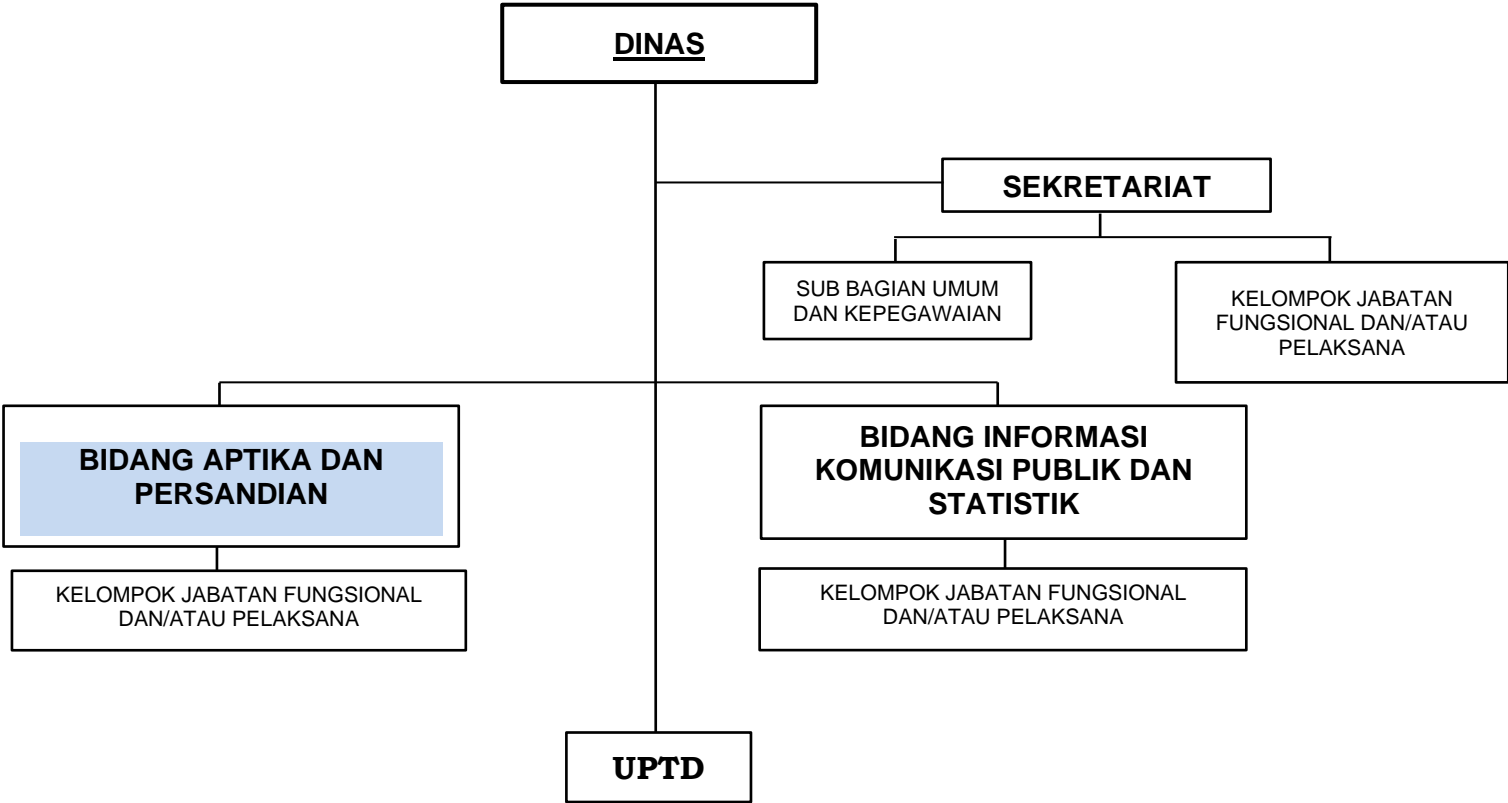 DINAS
SEKRETARIAT
SUB BAGIAN UMUM
DAN KEPEGAWAIAN
KELOMPOK JABATAN
FUNGSIONAL DAN/ATAU
PELAKSANA
BIDANG APTIKA DAN
PERSANDIAN
BIDANG INFORMASI
KOMUNIKASI PUBLIK DAN
STATISTIK
KELOMPOK JABATAN FUNGSIONAL
DAN/ATAU PELAKSANA
KELOMPOK JABATAN FUNGSIONAL
DAN/ATAU PELAKSANA
UPTD